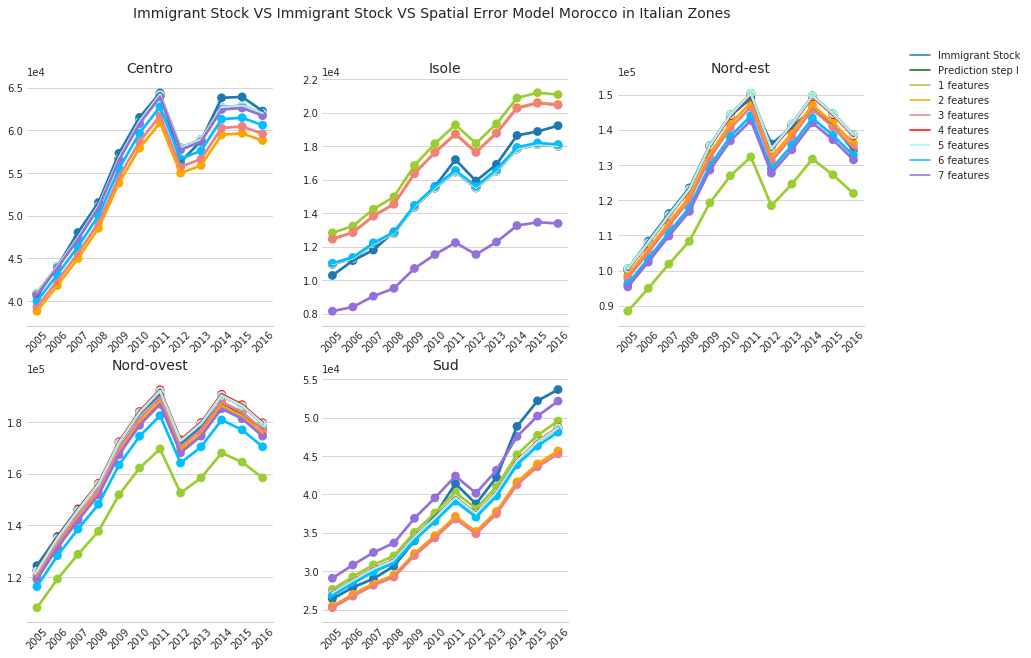 Immigrant Stock VS Immigrant Stock VS Spatial Error Model Morocco in Italian Zones
Centro
1e4
6.5
6.0
5.5
5.0
4.5
4.0
2005 2006 2007 2008 2009 2010 2011 2012 2013 2014 2015 2016
Isole
1e4
2.2
2.0
1.8
1.6
1.4
1.2
1.0
0.8
2005 2006 2007 2008 2009 2010 2011 2012 2013 2014 2015 2016
Nord-est
1e5
1.5
1.4
1.3
1.2
1.1
1.0
0.9
2005 2006 2007 2008 2009 2010 2011 2012 2013 2014 2015 2016
Immigrant Stock
Prediction step I
1 features
2 features
3 features
4 features
5 features
6 features
7 features
Nord-ovest
1e5
1.8
1.6
1.4
1.2
2005 2006 2007 2008 2009 2010 2011 2012 2013 2014 2015 2016
Sud
1e4
5.5
5.0
4.5
4.0
3.5
3.0
2.5
2005 2006 2007 2008 2009 2010 2011 2012 2013 2014 2015 2016